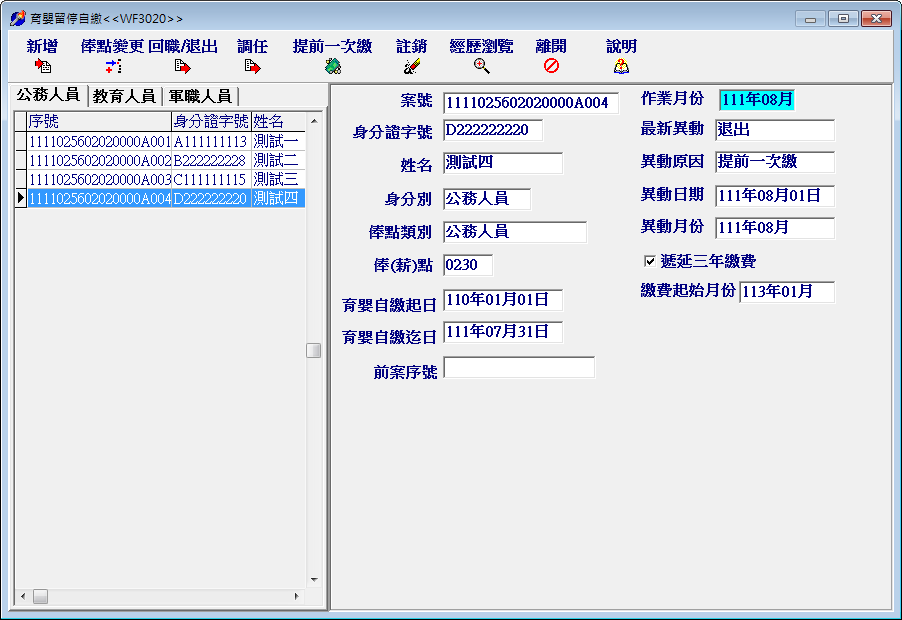 育嬰留停自繳<<WF3020>>
新增 俸點變更 回職/退出 調任 提前一次繳 註銷 經歷瀏覽 離開 說明
公務人員 教育人員 軍職人員
序號 身分證字號 姓名
1111025602020000A001 A111111113 測試一
1111025602020000A002 B222222228 測試二
1111025602020000A003 C111111115 測試三
1111025602020000A004 D222222220 測試四
案號 1111025602020000A004
身分證字號 D222222220
姓名 測試四
身分別 公務人員
俸點類別 公務人員
俸(薪)點 0230
育嬰自繳起日 110年01月01日
育嬰自繳迄日 111年07月31日
前案序號
作業月份 111年08月
最新異動 退出
異動原因 提前一次繳
異動日期 111年08月01日
異動月份 111年08月
遞延三年繳費
繳費起始月份 113年01月